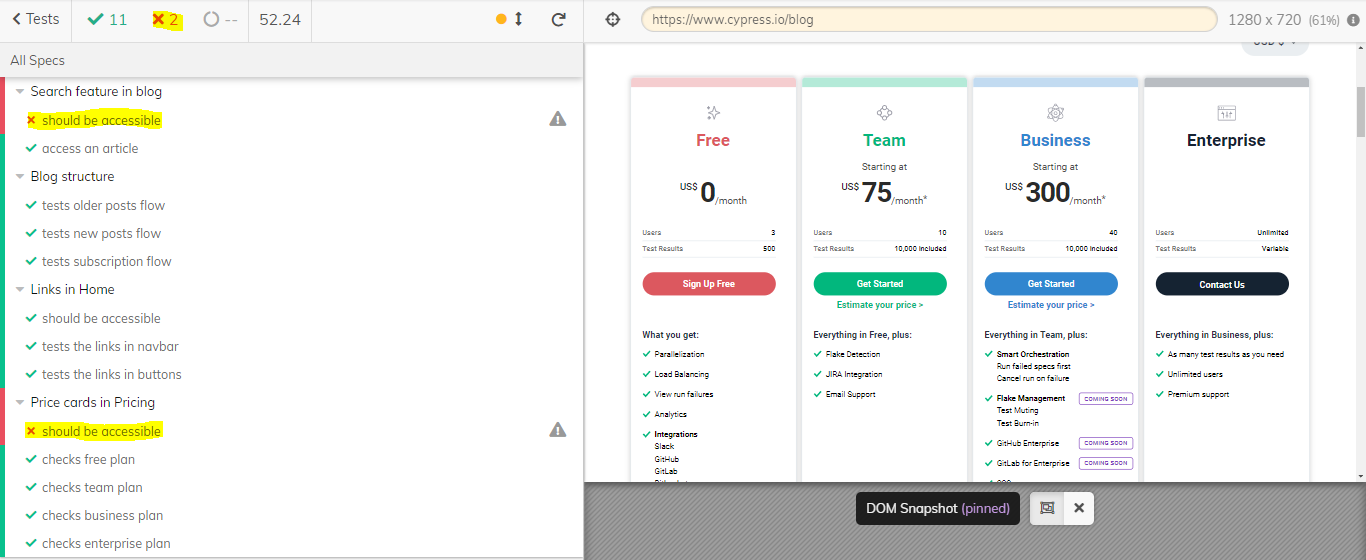 Tests
11
2
--
52.24
https://www.cypress.io/blog
1280 x 720 (61%)
All Specs
Search feature in blog
should be accessible
access an article
Blog structure
tests older posts flow
tests new posts flow
tests subscription flow
Links in Home
should be accessible
tests the links in navbar
tests the links in buttons
Price cards in Pricing
should be accessible
checks free plan
checks team plan
checks business plan
checks enterprise plan
Free
US$ 0/month
Users 3
Test Results 500
Sign Up Free
What you get:
Parallelization
Load Balancing
View run failures
Analytics
Integrations
Slack
GitHub
GitLab
Team
Starting at
US$ 75/month*
Users 10
Test Results 10,000 Included
Get Started
Estimate your price >
Everything in Free, plus:
Flake Detection
JIRA Integration
Email Support
Business
Starting at
US$ 300/month*
Users 40
Test Results 10,000 Included
Get Started
Estimate your price >
Everything in Team, plus:
Smart Orchestration
Run failed specs first
Cancel run on failure
Flake Management COMING SOON
Test Muting
Test Burn-in
GitHub Enterprise COMING SOON
GitLab for Enterprise COMING SOON
Enterprise
Users Unlimited
Test Results Variable
Contact Us
Everything in Business, plus:
As many test results as you need
Unlimited users
Premium support
DOM Snapshot (pinned)